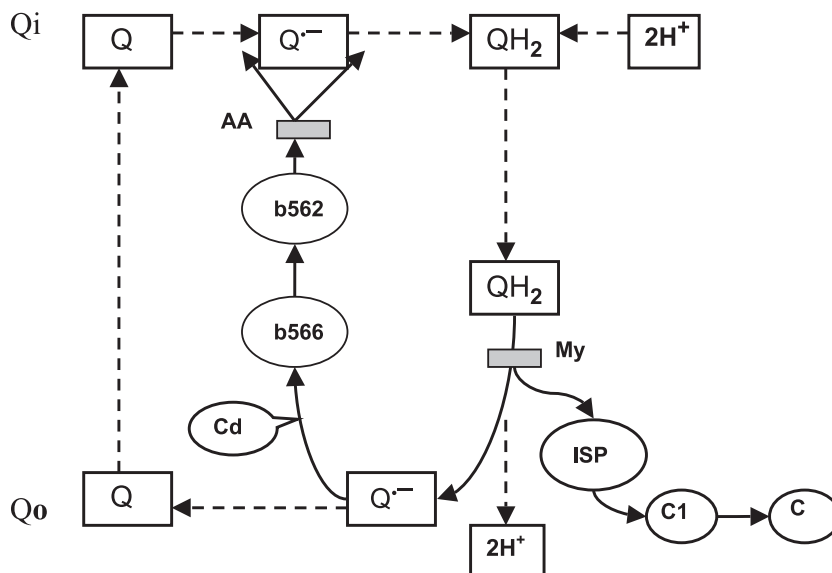 Qi
Q
Q•–
QH₂
2H⁺
AA
b562
QH₂
b566
My
Cd
ISP
Q
Q•–
Qo
C1
C
2H⁺